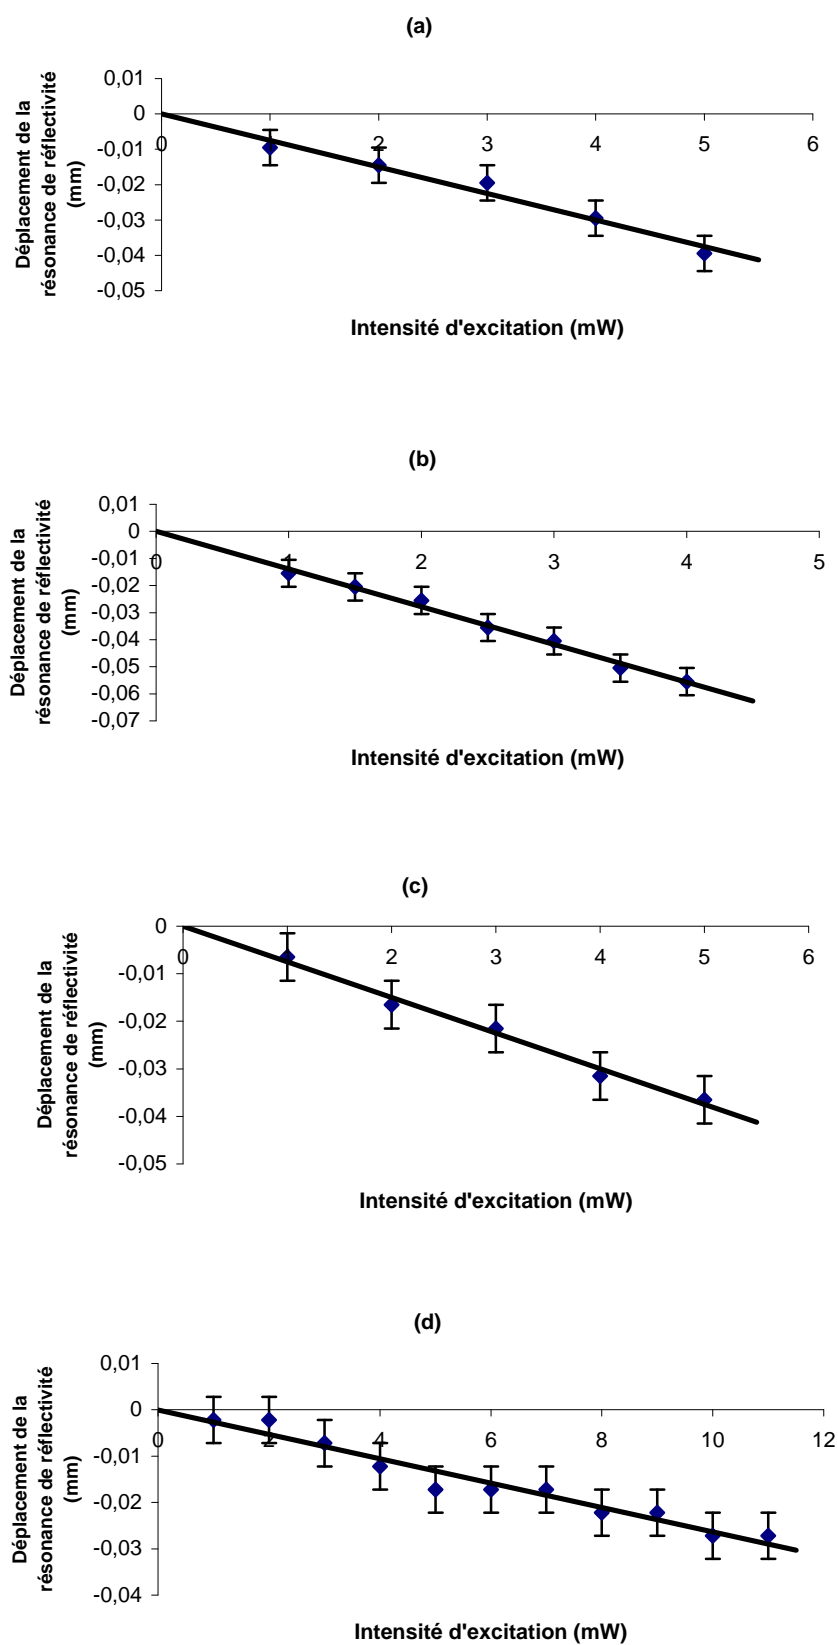 (a)
Déplacement de la
résonance de réflectivité
(mm)
0,01
0
-0,01
-0,02
-0,03
-0,04
-0,05
0 1 2 3 4 5 6
Intensité d'excitation (mW)
(b)
Déplacement de la
résonance de réflectivité
(mm)
0,01
0
-0,01
-0,02
-0,03
-0,04
-0,05
-0,06
-0,07
0 1 2 3 4 5
Intensité d'excitation (mW)
(c)
Déplacement de la
résonance de réflectivité
(mm)
0
-0,01
-0,02
-0,03
-0,04
-0,05
0 1 2 3 4 5 6
Intensité d'excitation (mW)
(d)
Déplacement de la
résonance de réflectivité
(mm)
0,01
0
-0,01
-0,02
-0,03
-0,04
0 2 4 6 8 10 12
Intensité d'excitation (mW)